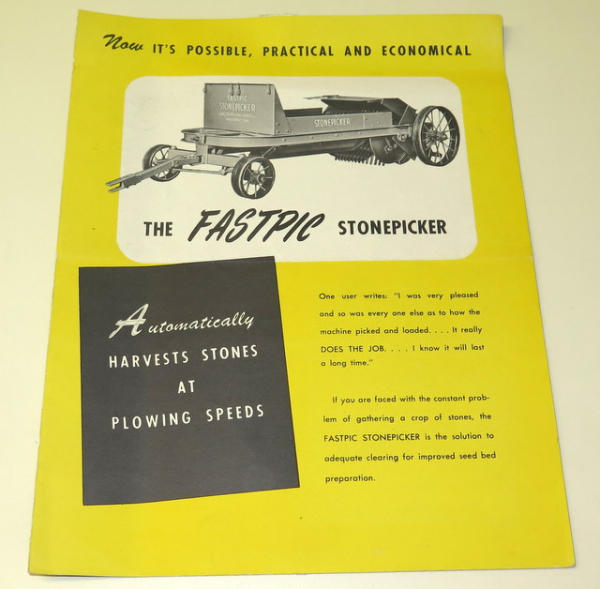 Now IT'S POSSIBLE, PRACTICAL AND ECONOMICAL
FASTPIC
STONEPICKER
STONEPICKER
THE FASTPIC STONEPICKER
Automatically
HARVESTS STONES
AT
PLOWING SPEEDS
One user writes: "I was very pleased
and so was every one else as to how the
machine picked and loaded. . . . It really
DOES THE JOB. . . . I know it will last
a long time."
If you are faced with the constant prob-
lem of gathering a crop of stones, the
FASTPIC STONEPICKER is the solution to
adequate clearing for improved seed bed
preparation.